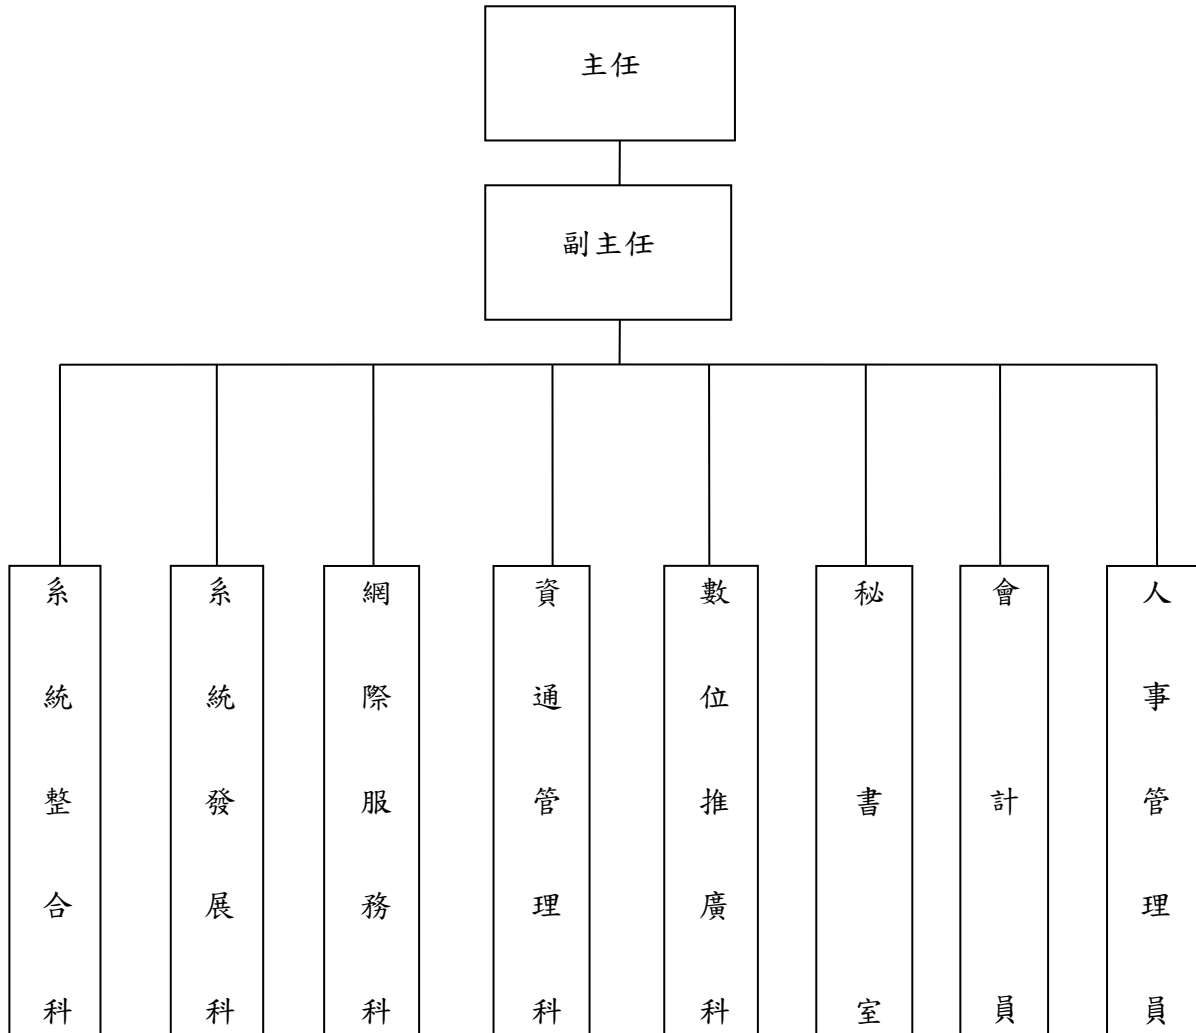 主任
副主任
系統整合科
系統發展科
網際服務科
資通管理科
數位推廣科
秘書室
會計員
人事管理員